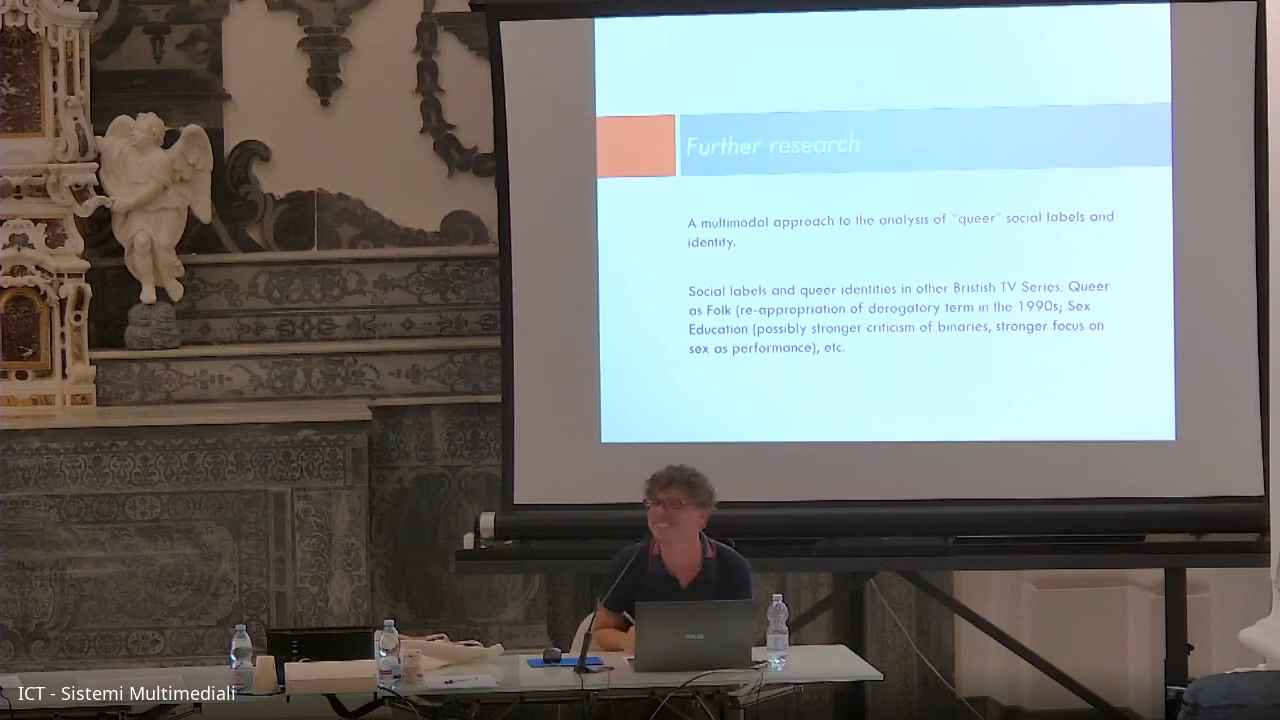 Further research
A multimodal approach to the analysis of "queer" social labels and
identity.
Social labels and queer identities in other Bristish TV Series: Queer
as Folk (re-appropriation of derogatory term in the 1990s; Sex
Education (possibly stronger criticism of binaries, stronger focus on
sex as performance), etc.
ASUS
ICT - Sistemi Multimediali